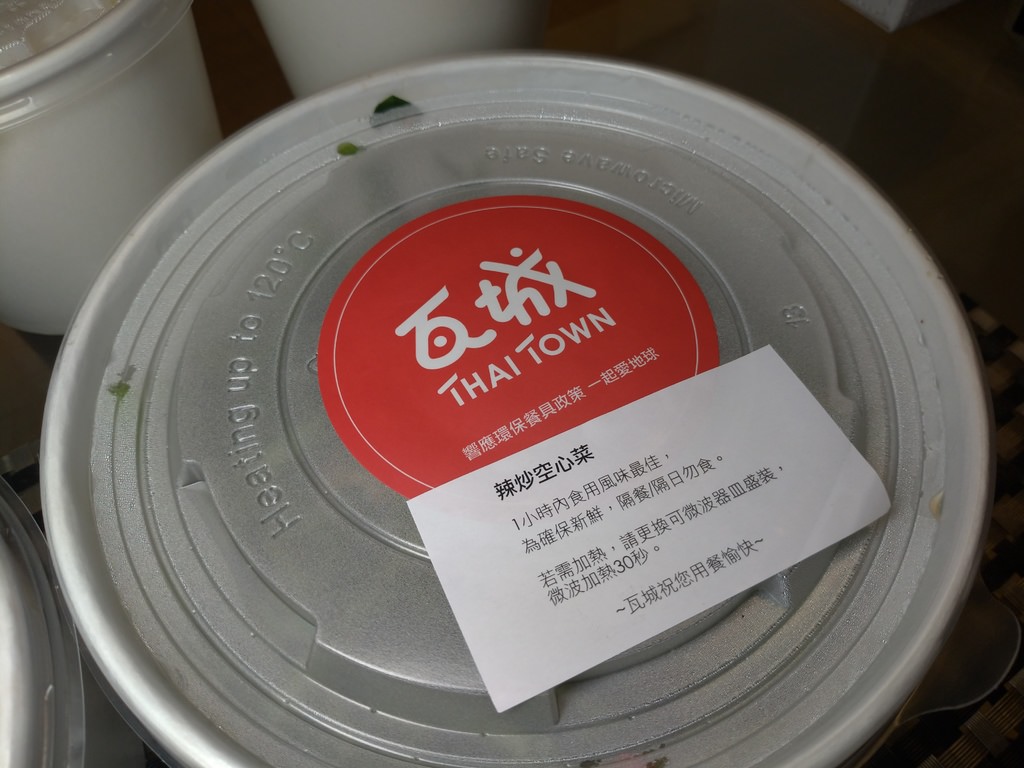 Microwave Safe
Heating up to 120°C
瓦城
THAI TOWN
響應環保餐具政策 一起愛地球
辣炒空心菜
1小時內食用風味最佳，
為確保新鮮，隔餐/隔日勿食。
若需加熱，請更換可微波器皿盛裝，
微波加熱30秒。
~瓦城祝您用餐愉快~